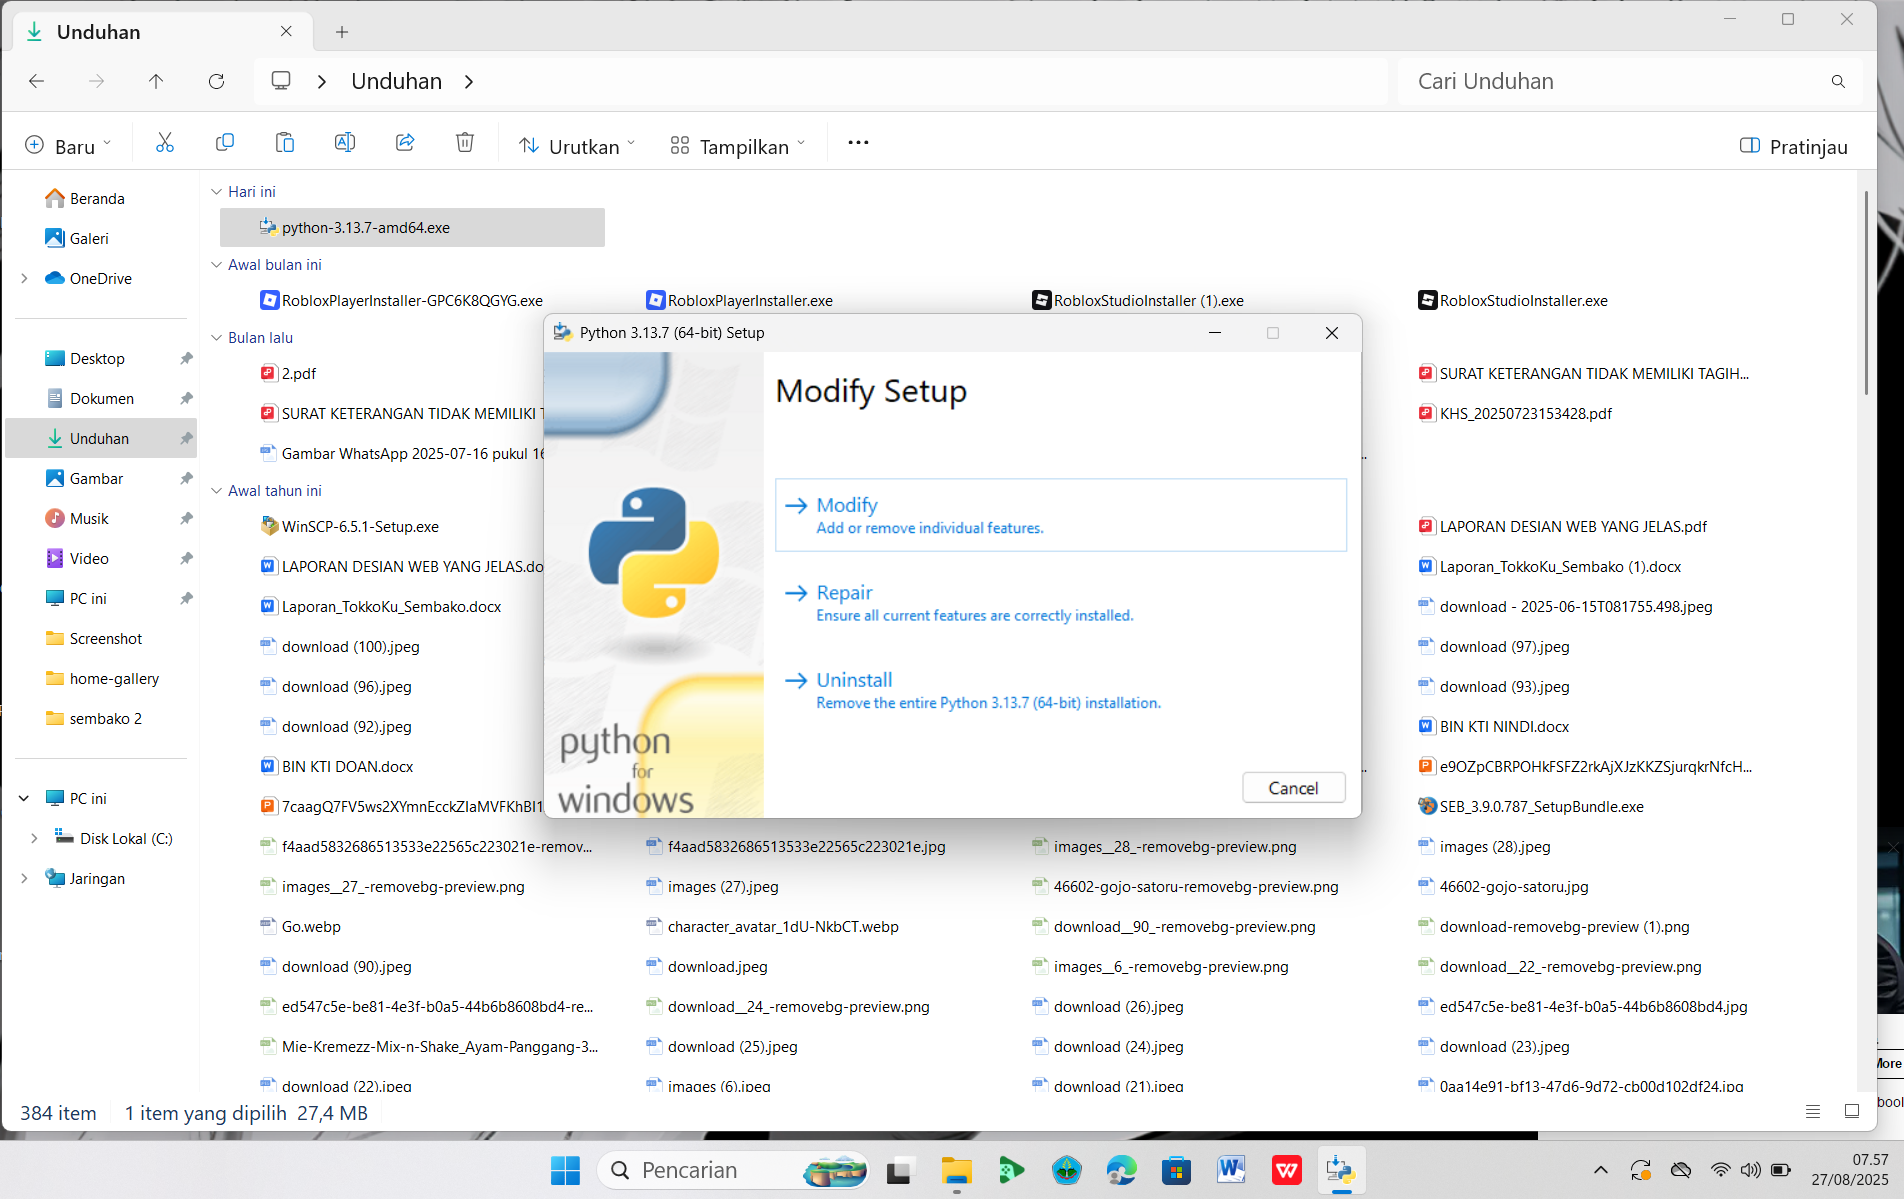 Unduhan
Unduhan
Cari Unduhan
Baru
Urutkan
Tampilkan
Pratinjau
Beranda
Galeri
OneDrive
Desktop
Dokumen
Unduhan
Gambar
Musik
Video
PC ini
Screenshot
home-gallery
sembako 2
PC ini
Disk Lokal (C:)
Jaringan
Hari ini
python-3.13.7-amd64.exe
Awal bulan ini
RobloxPlayerInstaller-GPC6K8QGYG.exe
RobloxPlayerInstaller.exe
RobloxStudioInstaller (1).exe
RobloxStudioInstaller.exe
Bulan lalu
2.pdf
SURAT KETERANGAN TIDAK MEMILIKI TAGIH...
SURAT KETERANGAN TIDAK MEMILIKI T
KHS_20250723153428.pdf
Gambar WhatsApp 2025-07-16 pukul 16
Awal tahun ini
WinSCP-6.5.1-Setup.exe
LAPORAN DESIAN WEB YANG JELAS.pdf
LAPORAN DESIAN WEB YANG JELAS.do
Laporan_TokkoKu_Sembako (1).docx
Laporan_TokkoKu_Sembako.docx
download - 2025-06-15T081755.498.jpeg
download (100).jpeg
download (97).jpeg
download (96).jpeg
download (93).jpeg
download (92).jpeg
BIN KTI NINDI.docx
BIN KTI DOAN.docx
e9OZpCBRPOHkFSFZ2rkAjXJzKKZSjurqkrNfcH...
7caagQ7FV5ws2XYmnEcckZIaMVFKhBI1
SEB_3.9.0.787_SetupBundle.exe
f4aad5832686513533e22565c223021e-remov...
f4aad5832686513533e22565c223021e.jpg
images__28_-removebg-preview.png
images (28).jpeg
images__27_-removebg-preview.png
images (27).jpeg
46602-gojo-satoru-removebg-preview.png
46602-gojo-satoru.jpg
Go.webp
character_avatar_1dU-NkbCT.webp
download__90_-removebg-preview.png
download-removebg-preview (1).png
download (90).jpeg
download.jpeg
images__6_-removebg-preview.png
download__22_-removebg-preview.png
ed547c5e-be81-4e3f-b0a5-44b6b8608bd4-re...
download__24_-removebg-preview.png
download (26).jpeg
ed547c5e-be81-4e3f-b0a5-44b6b8608bd4.jpg
Mie-Kremezz-Mix-n-Shake_Ayam-Panggang-3...
download (25).jpeg
download (24).jpeg
download (23).jpeg
download (22).jpeg
images (6).jpeg
download (21).jpeg
0aa14e91-bf13-47d6-9d72-cb00d102df24.jpg
Python 3.13.7 (64-bit) Setup
Modify Setup
Modify
Add or remove individual features.
Repair
Ensure all current features are correctly installed.
Uninstall
Remove the entire Python 3.13.7 (64-bit) installation.
python
for
windows
Cancel
More
bool
384 item
1 item yang dipilih 27,4 MB
Pencarian
07.57
27/08/2025